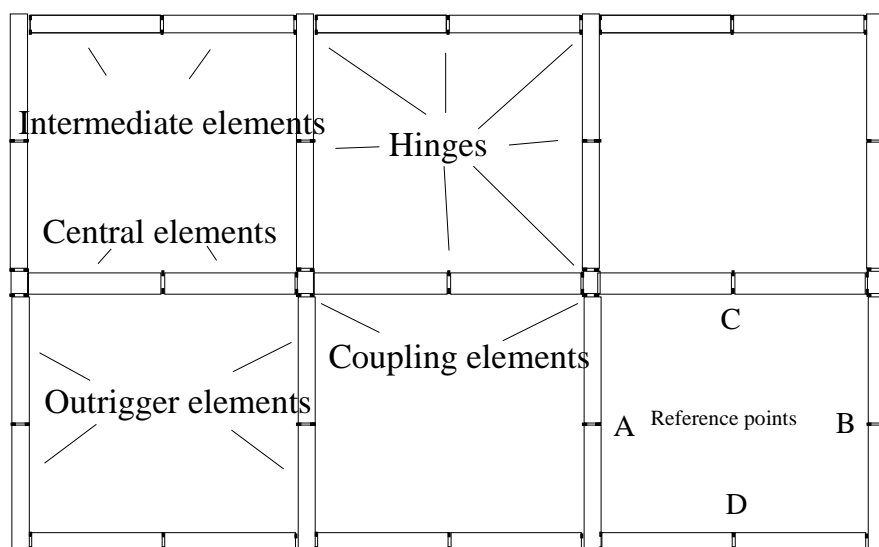 Intermediate elements
Hinges
Central elements
C
Coupling elements
Outrigger elements
A
Reference points
B
D